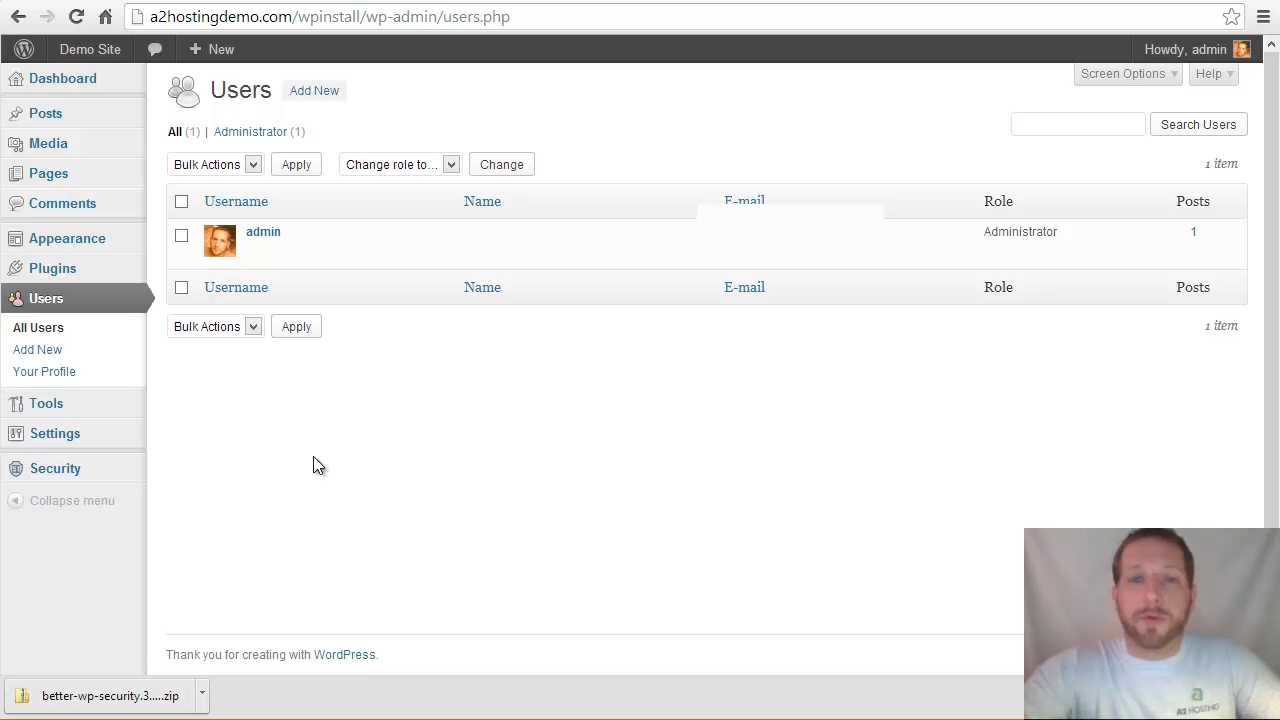 a2hostingdemo.com/wpinstall/wp-admin/users.php
Demo Site
New
Howdy, admin
Dashboard
Posts
Media
Pages
Comments
Appearance
Plugins
Users
All Users
Add New
Your Profile
Tools
Settings
Security
Collapse menu
Screen Options
Help
Users
Add New
All (1) | Administrator (1)
Search Users
Bulk Actions
Apply
Change role to...
Change
1 item
Username Name E-mail Role Posts
admin Administrator 1
Username Name E-mail Role Posts
Bulk Actions
Apply
1 item
Thank you for creating with WordPress.
better-wp-security.3.....zip
A2 HOSTING